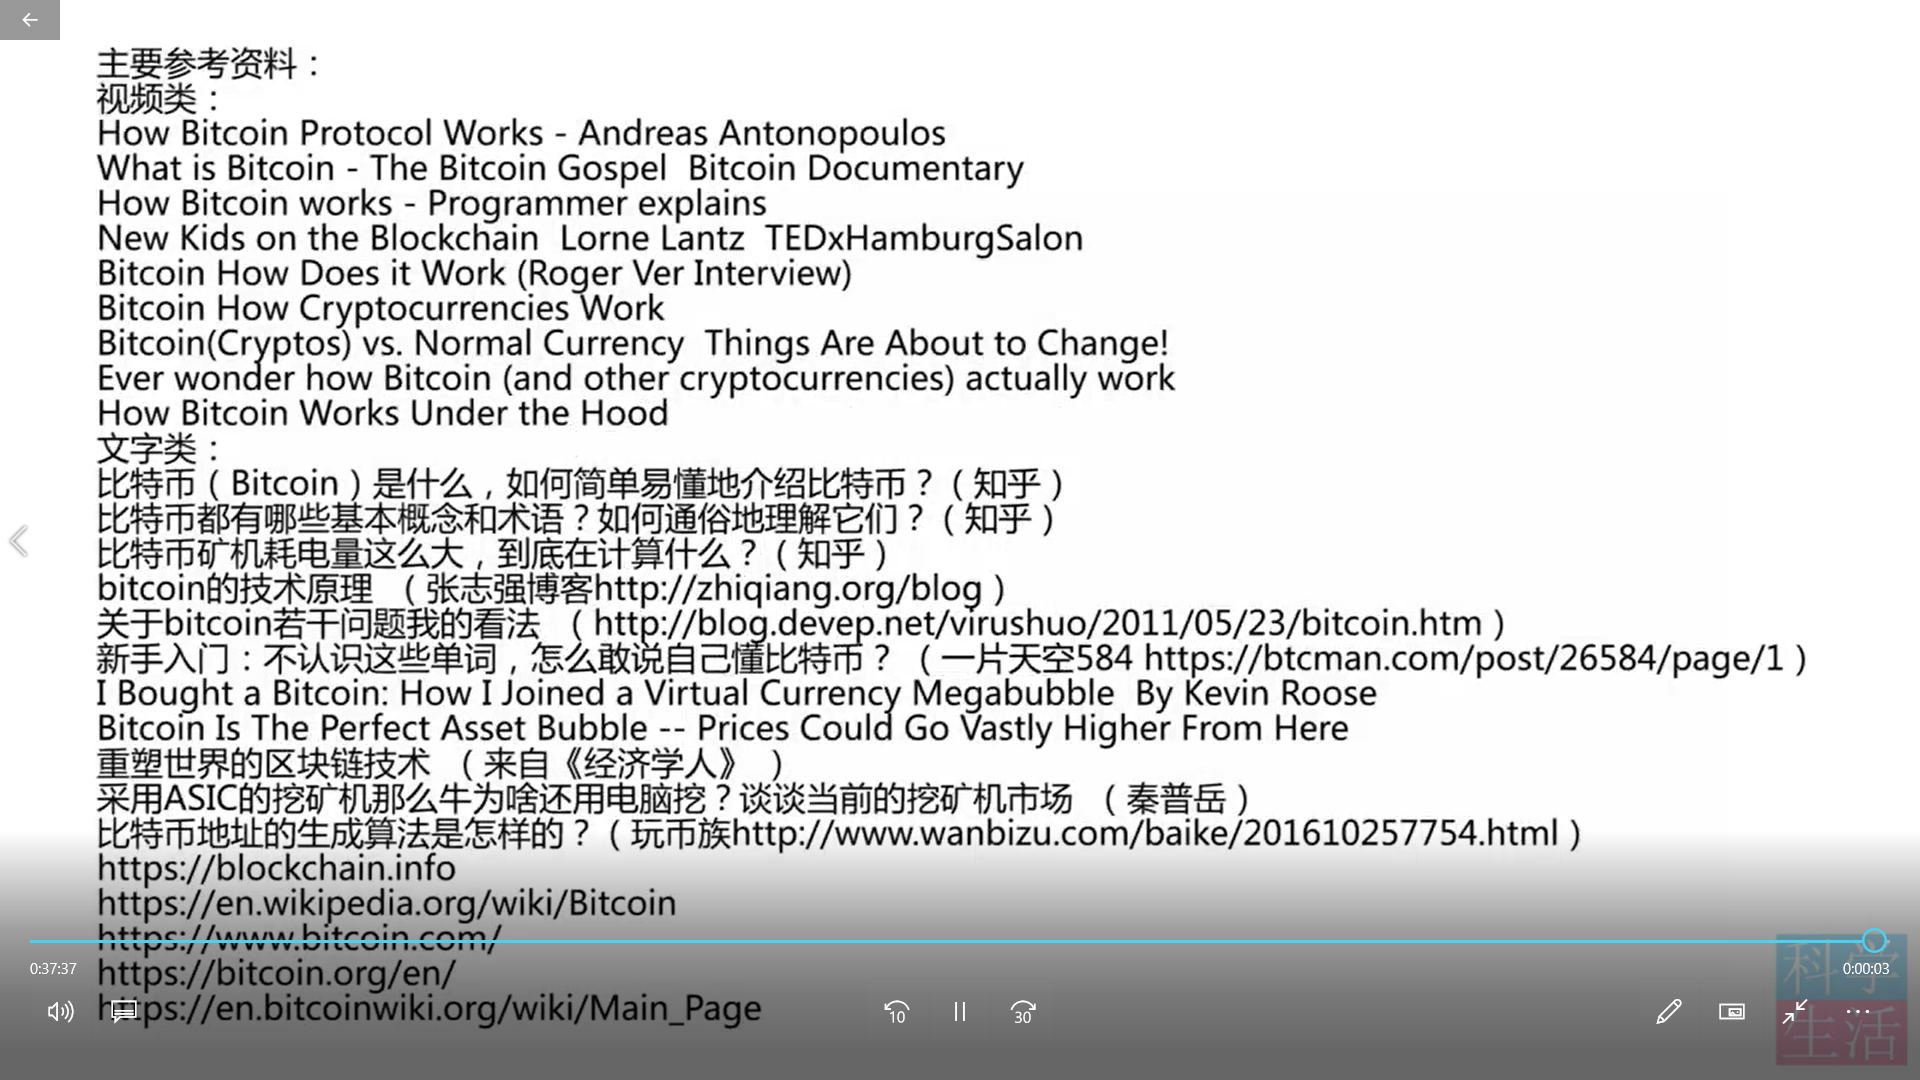 主要参考资料：
视频类：
How Bitcoin Protocol Works - Andreas Antonopoulos
What is Bitcoin - The Bitcoin Gospel  Bitcoin Documentary
How Bitcoin works - Programmer explains
New Kids on the Blockchain  Lorne Lantz  TEDxHamburgSalon
Bitcoin How Does it Work (Roger Ver Interview)
Bitcoin How Cryptocurrencies Work
Bitcoin(Cryptos) vs. Normal Currency  Things Are About to Change!
Ever wonder how Bitcoin (and other cryptocurrencies) actually work
How Bitcoin Works Under the Hood
文字类：
比特币（Bitcoin）是什么，如何简单易懂地介绍比特币？（知乎）
比特币都有哪些基本概念和术语？如何通俗地理解它们？（知乎）
比特币矿机耗电量这么大，到底在计算什么？（知乎）
bitcoin的技术原理 （张志强博客http://zhiqiang.org/blog）
关于bitcoin若干问题我的看法 （http://blog.devep.net/virushuo/2011/05/23/bitcoin.htm）
新手入门：不认识这些单词，怎么敢说自己懂比特币？ （一片天空584 https://btcman.com/post/26584/page/1）
I Bought a Bitcoin: How I Joined a Virtual Currency Megabubble  By Kevin Roose
Bitcoin Is The Perfect Asset Bubble -- Prices Could Go Vastly Higher From Here
重塑世界的区块链技术 （来自《经济学人》 ）
采用ASIC的挖矿机那么牛为啥还用电脑挖？谈谈当前的挖矿机市场 （秦普岳）
比特币地址的生成算法是怎样的？（玩币族http://www.wanbizu.com/baike/201610257754.html）
https://blockchain.info
https://en.wikipedia.org/wiki/Bitcoin
https://www.bitcoin.com/
https://bitcoin.org/en/
https://en.bitcoinwiki.org/wiki/Main_Page
0:37:37
0:00:03
10
30
科学
生活